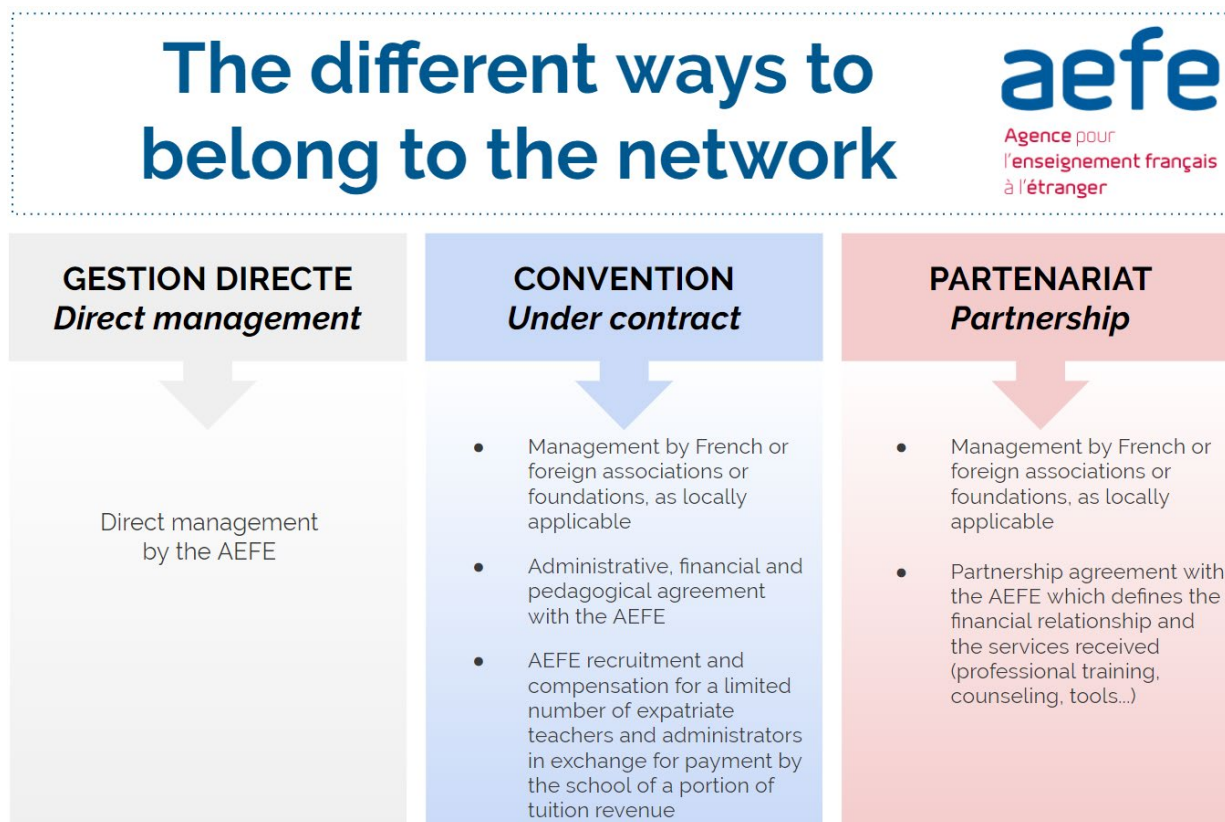 The different ways to
belong to the network
aefe
Agence pour
l'enseignement français
à l'étranger
GESTION DIRECTE
Direct management
Direct management
by the AEFE
CONVENTION
Under contract
● Management by French or
foreign associations or
foundations, as locally
applicable
● Administrative, financial and
pedagogical agreement
with the AEFE
● AEFE recruitment and
compensation for a limited
number of expatriate
teachers and administrators
in exchange for payment by
the school of a portion of
tuition revenue
PARTENARIAT
Partnership
● Management by French or
foreign associations or
foundations, as locally
applicable
● Partnership agreement with
the AEFE which defines the
financial relationship and
the services received
(professional training,
counseling, tools...)